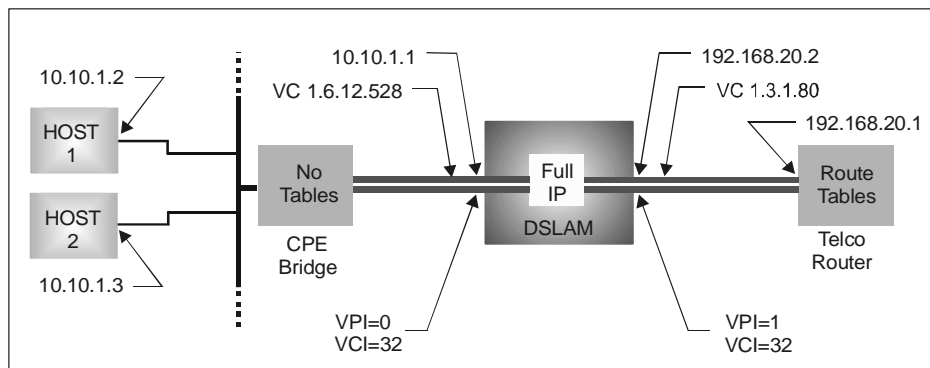 10.10.1.2
HOST
1
HOST
2
10.10.1.3
No
Tables
CPE
Bridge
10.10.1.1
VC 1.6.12.528
VPI=0
VCI=32
Full
IP
DSLAM
192.168.20.2
VC 1.3.1.80
192.168.20.1
VPI=1
VCI=32
Route
Tables
Telco
Router